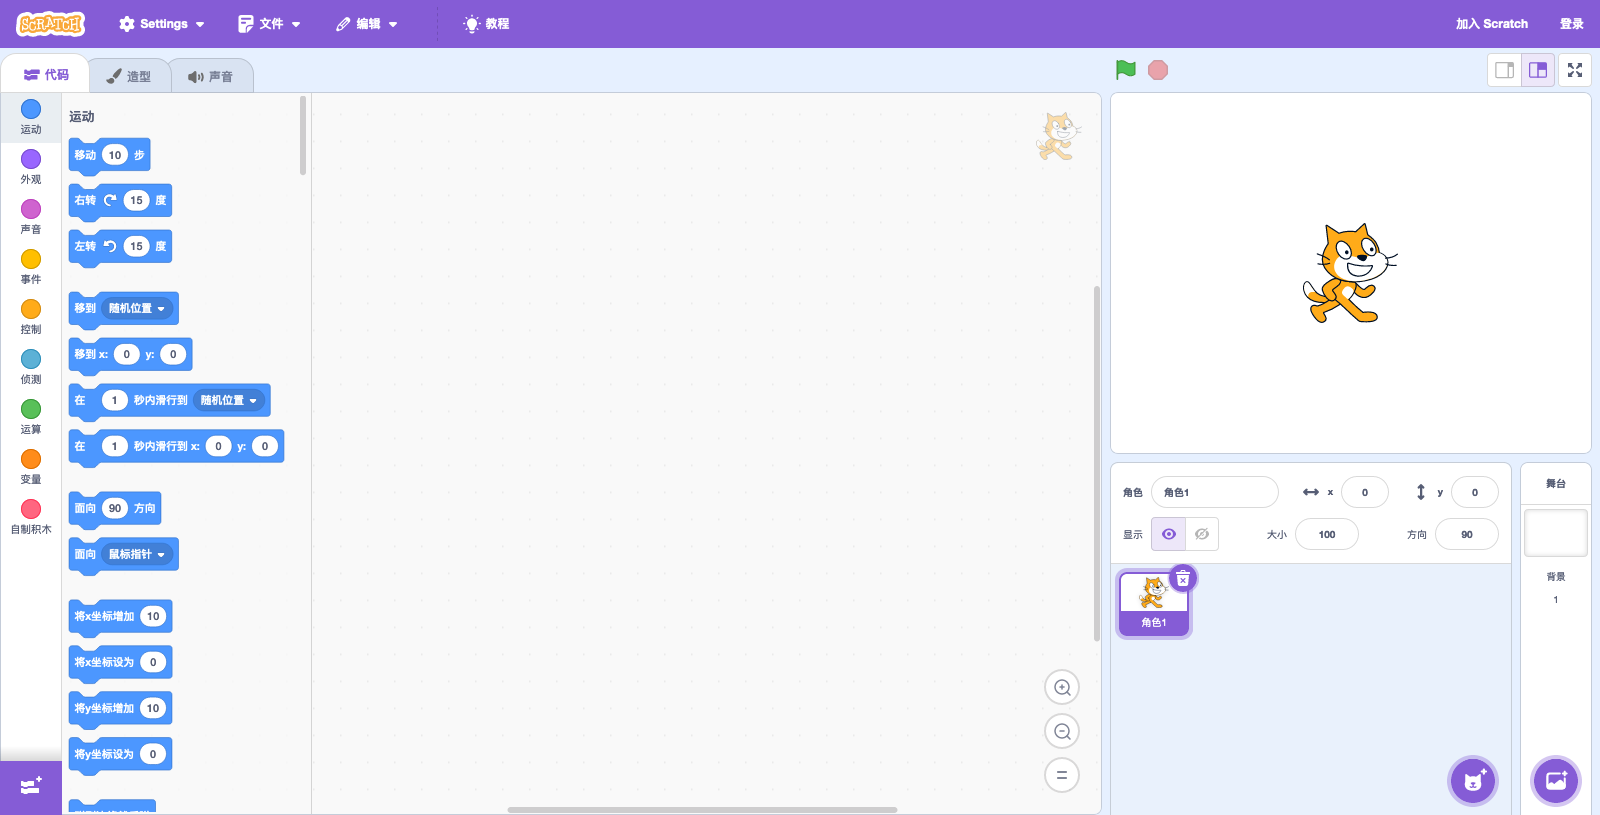 SCRATCH
Settings
文件
编辑
教程
加入 Scratch
登录
代码
造型
声音
运动
外观
声音
事件
控制
侦测
运算
变量
自制积木
运动
移动 10 步
右转 15 度
左转 15 度
移到 随机位置
移到 x: 0 y: 0
在 1 秒内滑行到 随机位置
在 1 秒内滑行到 x: 0 y: 0
面向 90 方向
面向 鼠标指针
将x坐标增加 10
将x坐标设为 0
将y坐标增加 10
将y坐标设为 0
角色 角色1 x 0 y 0
显示 大小 100 方向 90
角色1
舞台
背景
1